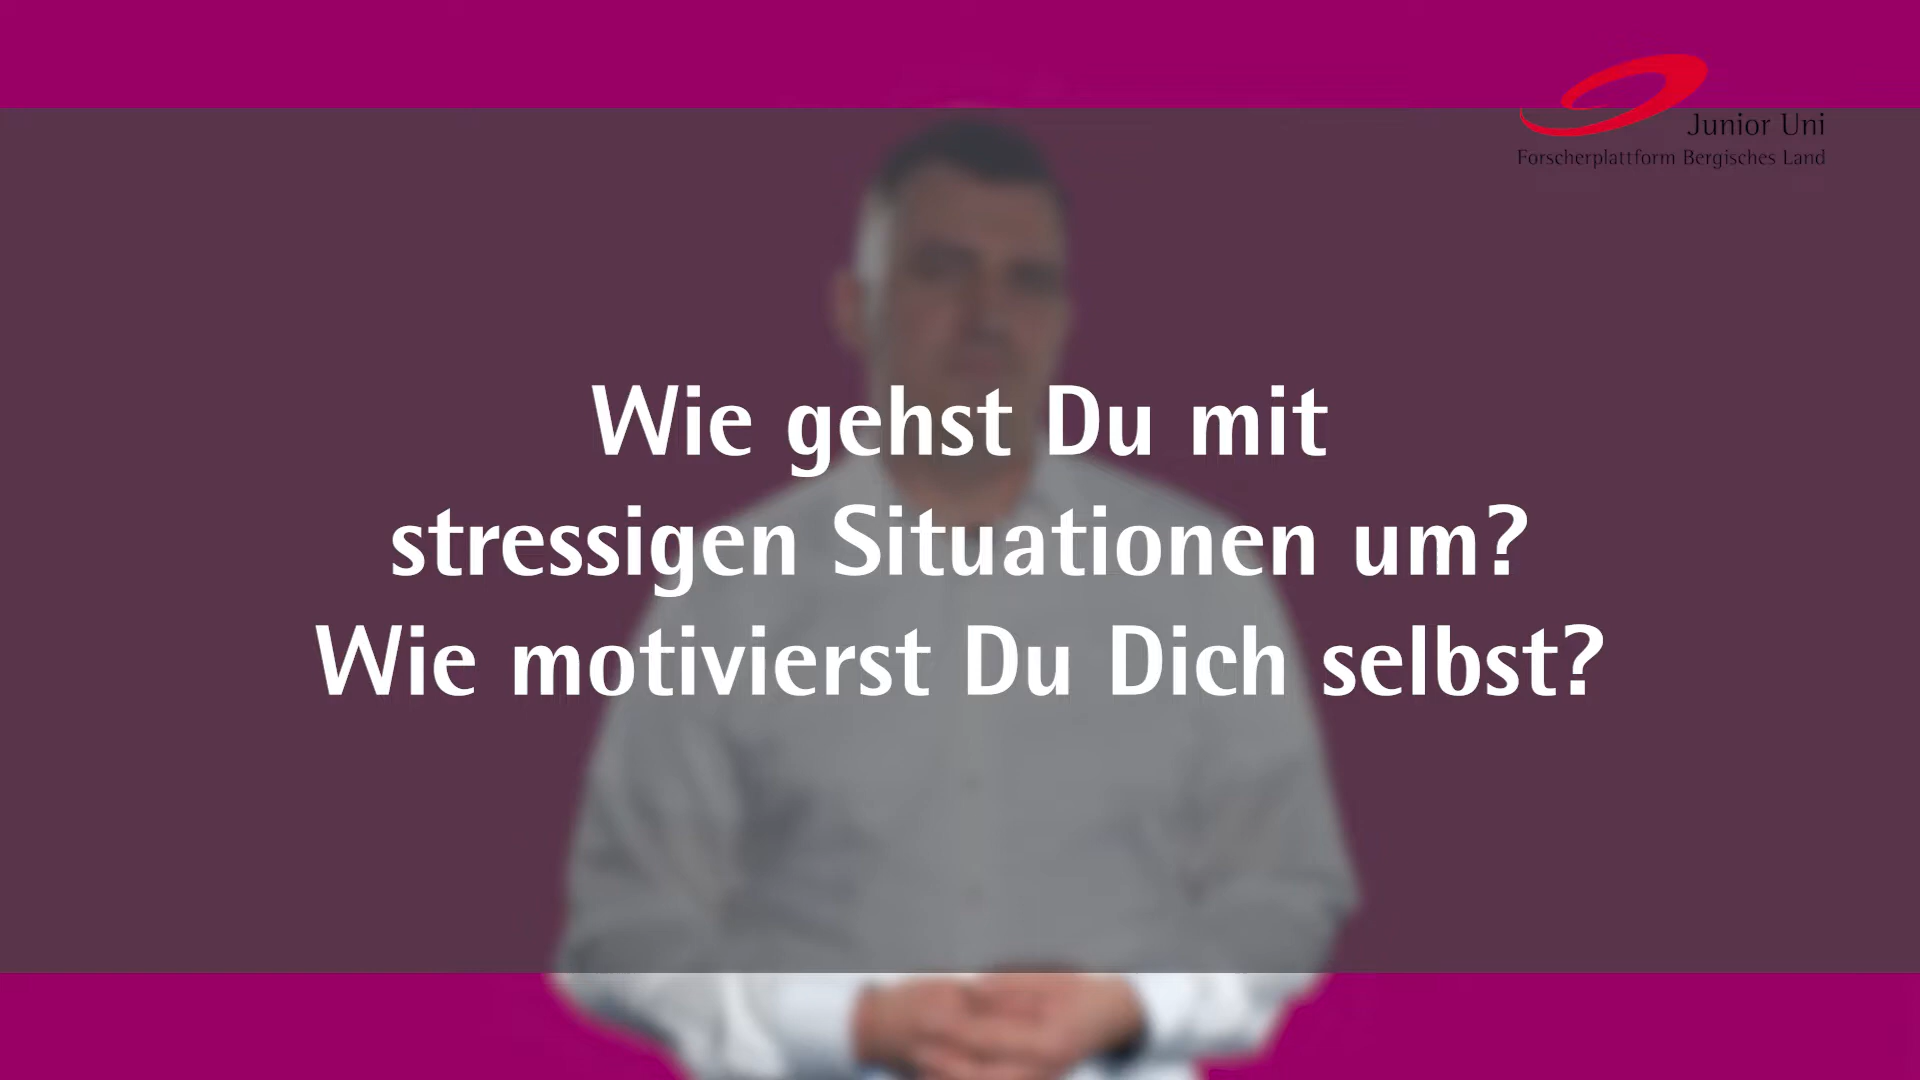 Junior Uni
Forscherplattform Bergisches Land
Wie gehst Du mit
stressigen Situationen um?
Wie motivierst Du Dich selbst?